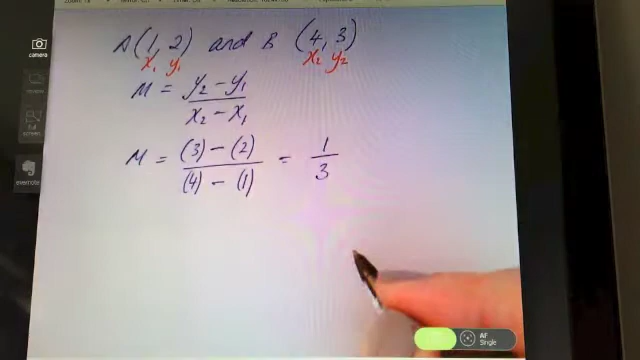 A(1, 2) and B (4, 3)
x₁ y₁ x₂ y₂
M = y₂ - y₁ / x₂ - x₁
M = (3) - (2) / (4) - (1) = 1 / 3
camera
evernote
AF
Single